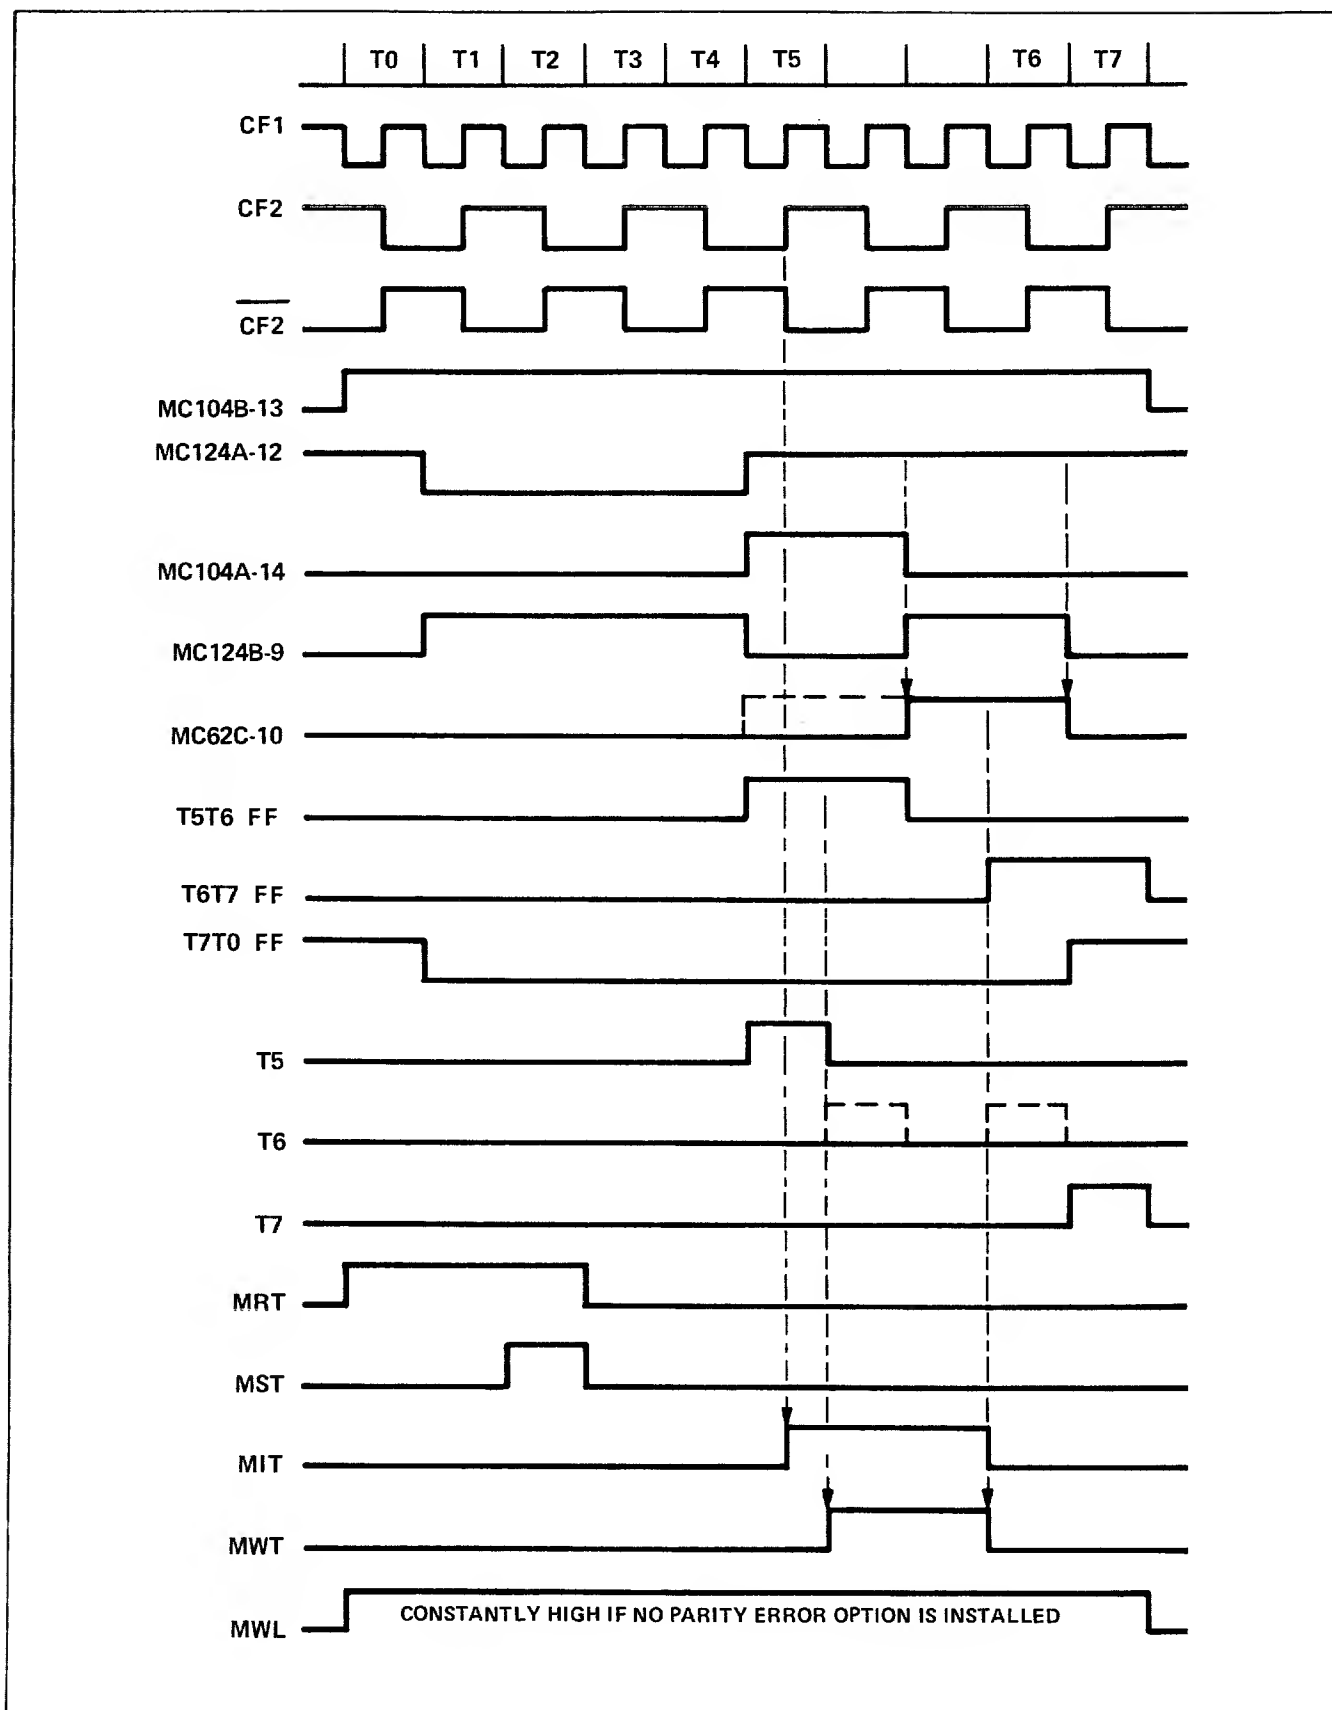 T0 T1 T2 T3 T4 T5 T6 T7
CF1
CF2
CF2
MC104B-13
MC124A-12
MC104A-14
MC124B-9
MC62C-10
T5T6 FF
T6T7 FF
T7T0 FF
T5
T6
T7
MRT
MST
MIT
MWT
CONSTANTLY HIGH IF NO PARITY ERROR OPTION IS INSTALLED
MWL